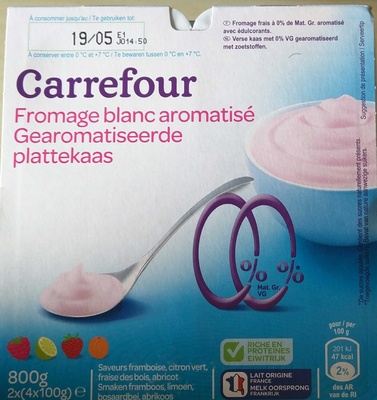 A consommer jusqu'au / Te gebruiken tot:
19/05 51
JO14:50
A conserver entre 0 °C et +7 °C / Te bewaren tussen 0 °C en +7 °C.
Fromage frais à 0% de Mat. Gr. aromatisé
avec édulcorants.
Verse kaas met 0% VG gearomatiseerd
met zoetstoffen.
Suggestion de présentation / Serveertip
Carrefour
Fromage blanc aromatisé
Gearomatiseerde
plattekaas
0% 0%
Mat. Gr.
VG
800g
2x(4x100g) e
Saveurs framboise, citron vert,
fraise des bois, abricot
Smaken framboos, limoen,
bosaardbei, abrikoos
RICHE EN
PROTÉINES
EIWITRIJK
LAIT ORIGINE
FRANCE
MELK OORSPRONG
FRANKRIJK
pour / per
100 g
201 kJ
47 kcal
2%
des AR
van de RI